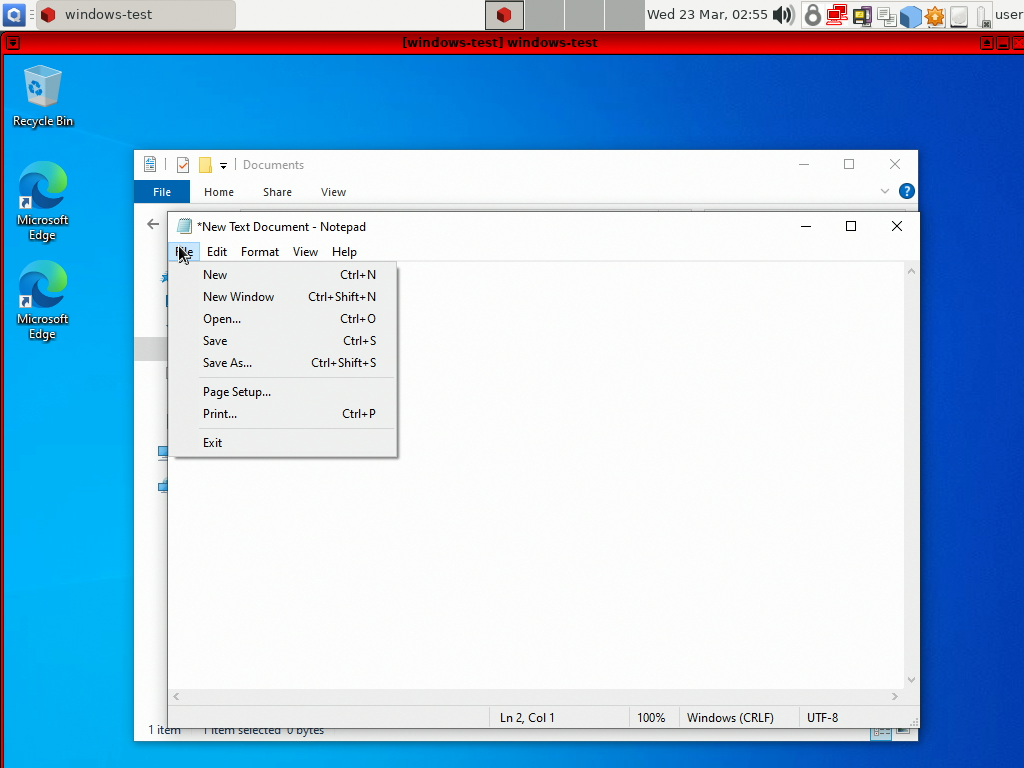 windows-test
Wed 23 Mar, 02:55
user
[windows-test] windows-test
Recycle Bin
Microsoft
Edge
Microsoft
Edge
Documents
File Home Share View
*New Text Document - Notepad
File Edit Format View Help
New Ctrl+N
New Window Ctrl+Shift+N
Open... Ctrl+O
Save Ctrl+S
Save As... Ctrl+Shift+S
Page Setup...
Print... Ctrl+P
Exit
Ln 2, Col 1 100% Windows (CRLF) UTF-8
1 item 1 item selected 0 bytes